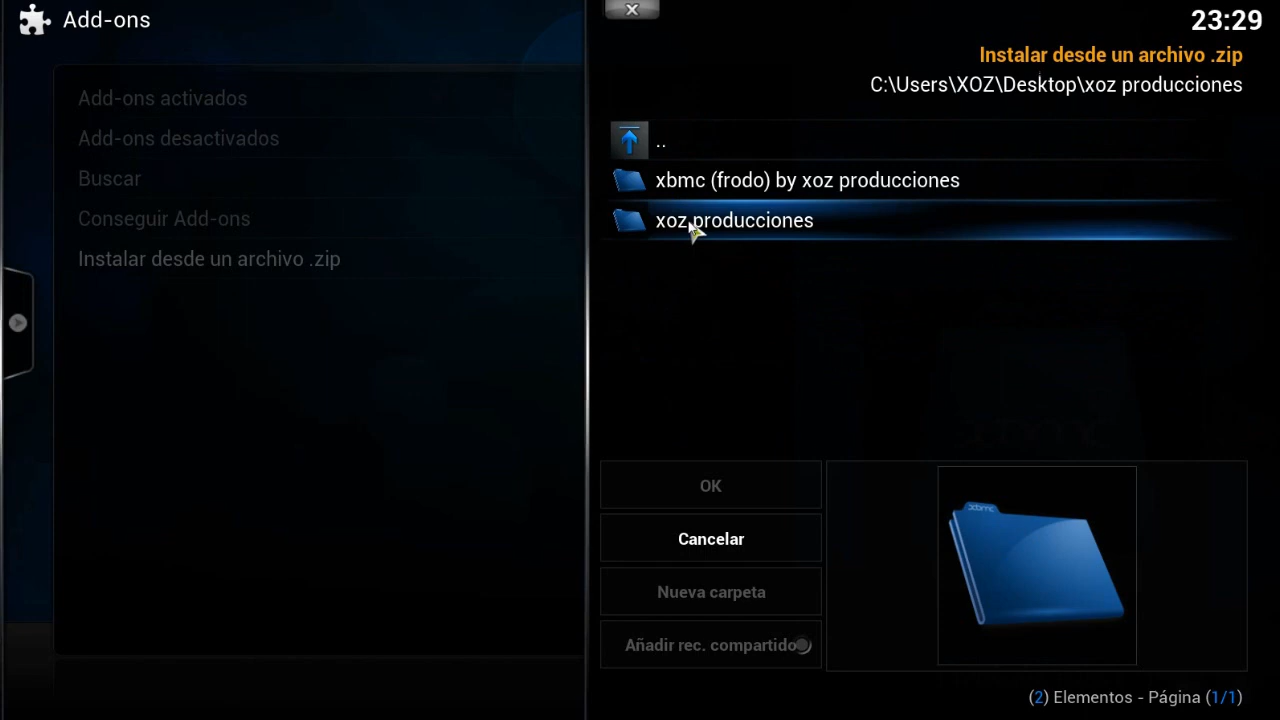 Add-ons
23:29
Instalar desde un archivo .zip
C:\Users\XOZ\Desktop\xoz producciones
Add-ons activados
Add-ons desactivados
Buscar
Conseguir Add-ons
Instalar desde un archivo .zip
..
xbmc (frodo) by xoz producciones
xoz producciones
OK
Cancelar
Nueva carpeta
Añadir rec. compartido
xbmc
(2) Elementos - Página (1/1)